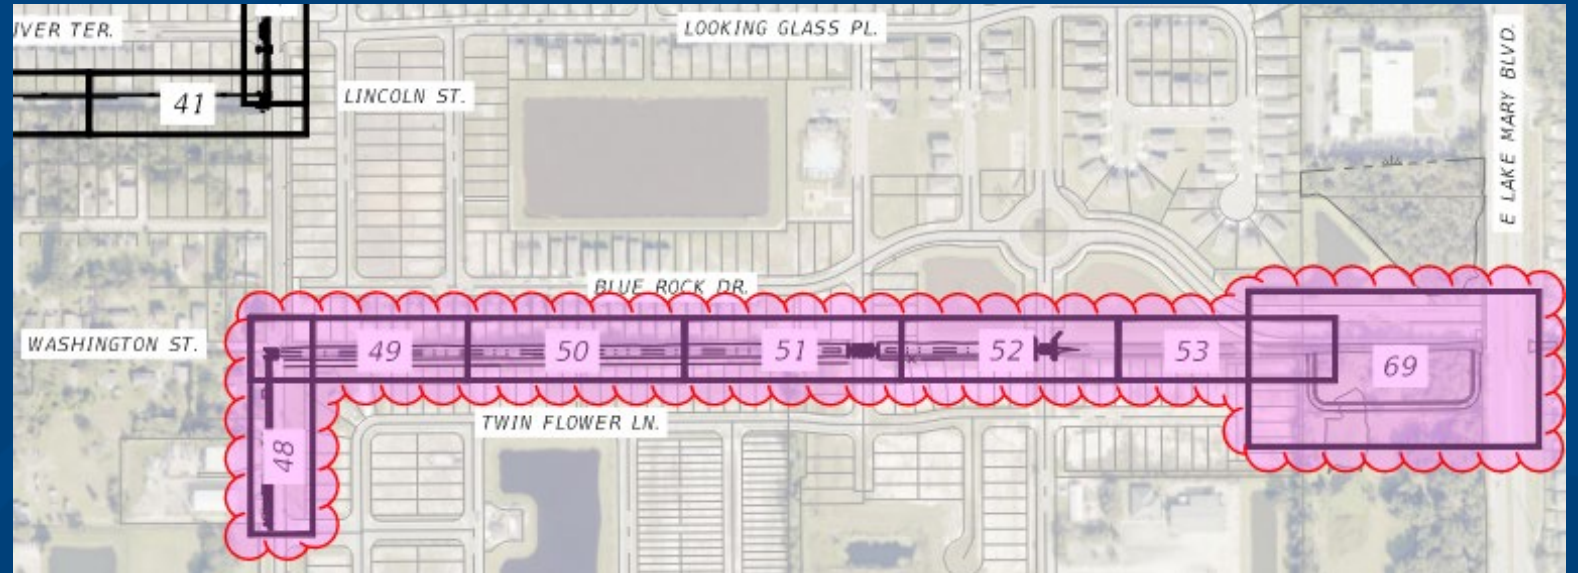 IVER TER.
LOOKING GLASS PL.
E LAKE MARY BLVD.
41
LINCOLN ST.
BLUE ROCK DR.
WASHINGTON ST.
49
50
51
52
53
69
TWIN FLOWER LN.
48